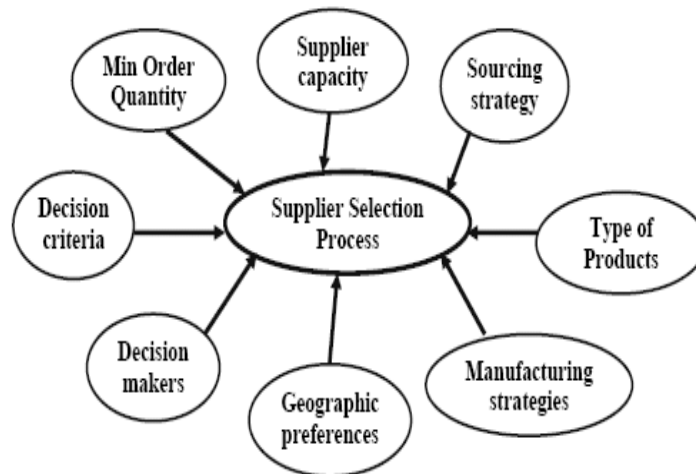 Min Order
Quantity
Supplier
capacity
Sourcing
strategy
Decision
criteria
Supplier Selection
Process
Type of
Products
Decision
makers
Geographic
preferences
Manufacturing
strategies